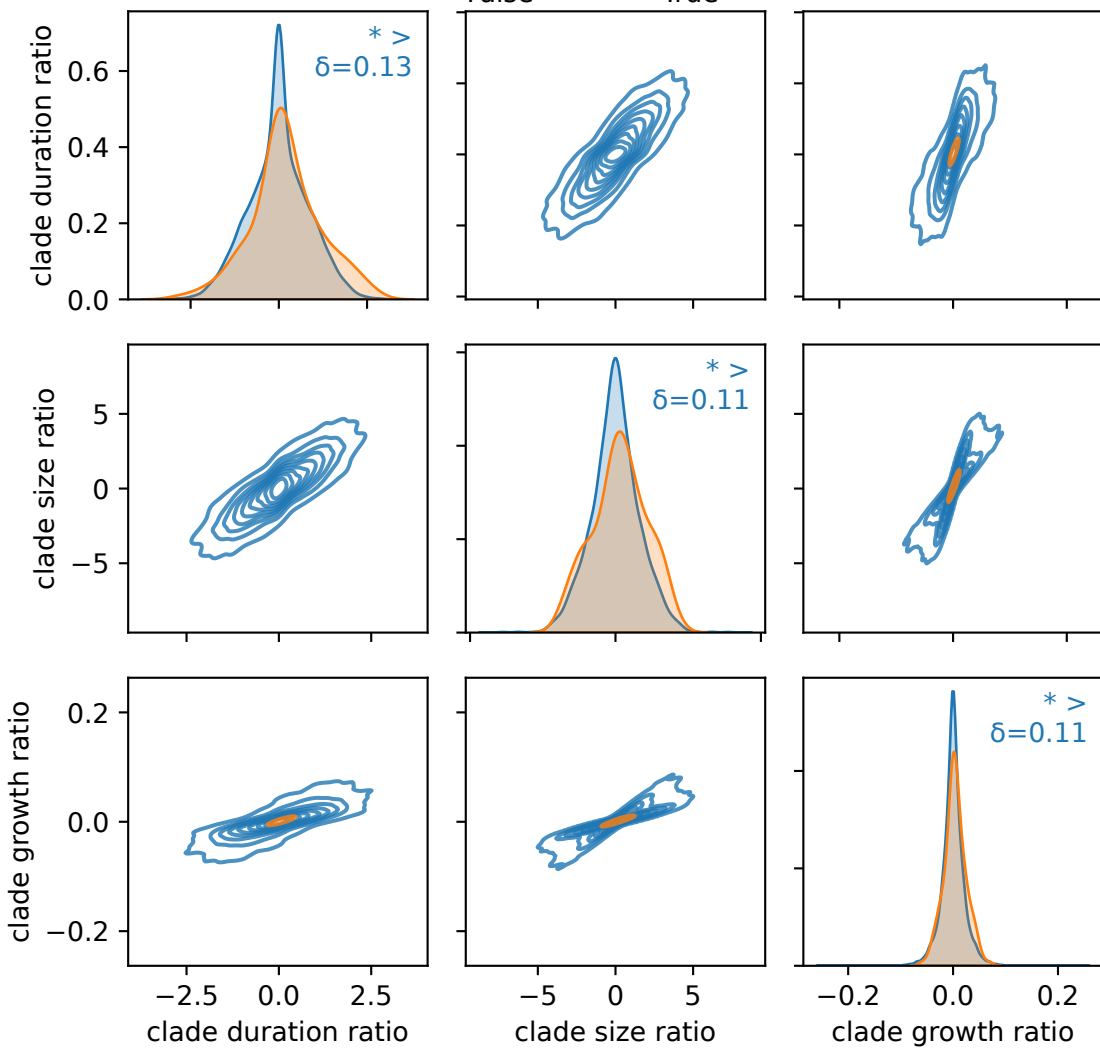 True
clade duration ratio
0.6
0.4
0.2
0.0
* >
δ=0.13
clade size ratio
5
0
−5
* >
δ=0.11
clade growth ratio
0.2
0.0
−0.2
* >
δ=0.11
−2.5
0.0
2.5
−5
0
5
−0.2
0.0
0.2
clade duration ratio
clade size ratio
clade growth ratio